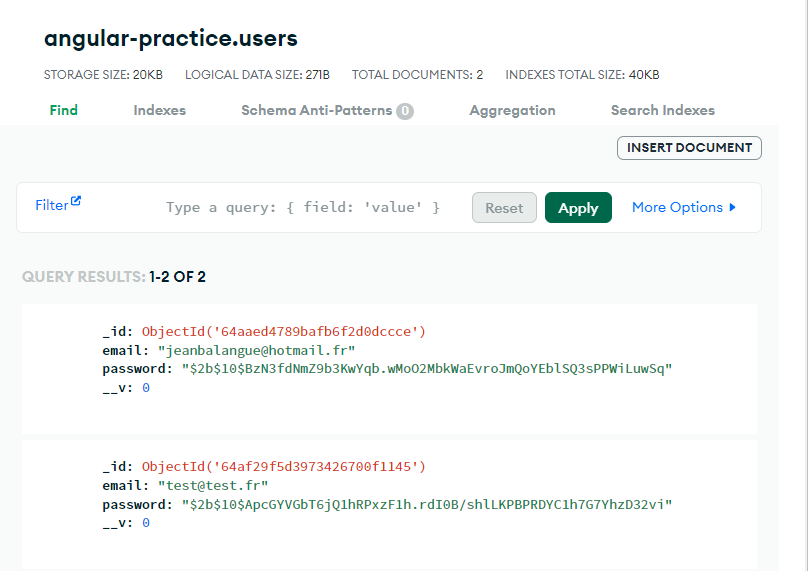 angular-practice.users
STORAGE SIZE: 20KB LOGICAL DATA SIZE: 271B TOTAL DOCUMENTS: 2 INDEXES TOTAL SIZE: 40KB
Find Indexes Schema Anti-Patterns 0 Aggregation Search Indexes
INSERT DOCUMENT
Filter Type a query: { field: 'value' } Reset Apply More Options
QUERY RESULTS: 1-2 OF 2
_id: ObjectId('64aaed4789bafb6f2d0dccce')
email: "jeanbalangue@hotmail.fr"
password: "$2b$10$BzN3fdNmZ9b3KwYqb.wMoO2MbkWaEvroJmQoYEblSQ3sPPWiLuwSq"
__v: 0
_id: ObjectId('64af29f5d3973426700f1145')
email: "test@test.fr"
password: "$2b$10$ApcGYVGbT6jQ1hRPxzF1h.rdI0B/shlLKPBPRDYC1h7G7YhzD32vi"
__v: 0